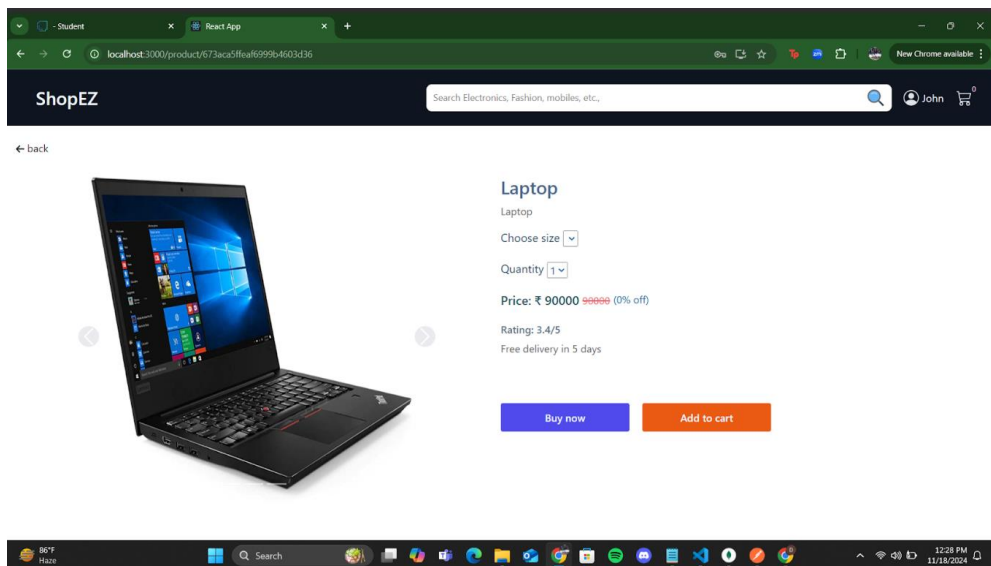 - Student
React App
localhost:3000/product/673aca5ffeaf6999b4603d36
New Chrome available
ShopEZ
Search Electronics, Fashion, mobiles, etc.,
John
0
← back
Laptop
Laptop
Choose size
Quantity 1
Price: ₹ 90000 90000 (0% off)
Rating: 3.4/5
Free delivery in 5 days
Buy now
Add to cart
86°F
Haze
Search
12:28 PM
11/18/2024